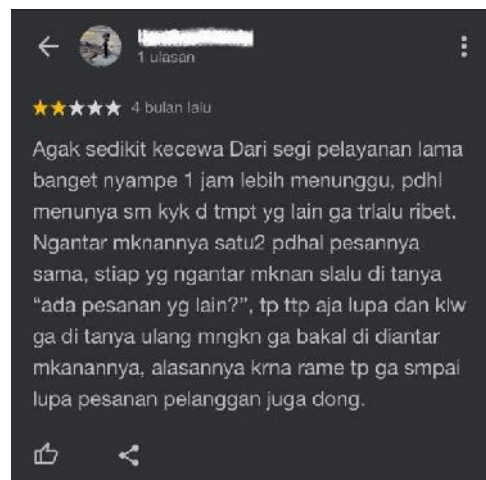 1 ulasan
4 bulan lalu
Agak sedikit kecewa Dari segi pelayanan lama
banget nyampe 1 jam lebih menunggu, pdhl
menunya sm kyk d tmpt yg lain ga trlalu ribet.
Ngantar mknannya satu2 pdhal pesannya
sama, stiap yg ngantar mknan slalu di tanya
“ada pesanan yg lain?”, tp ttp aja lupa dan klw
ga di tanya ulang mngkn ga bakal di diantar
mkanannya, alasannya krna rame tp ga smpai
lupa pesanan pelanggan juga dong.